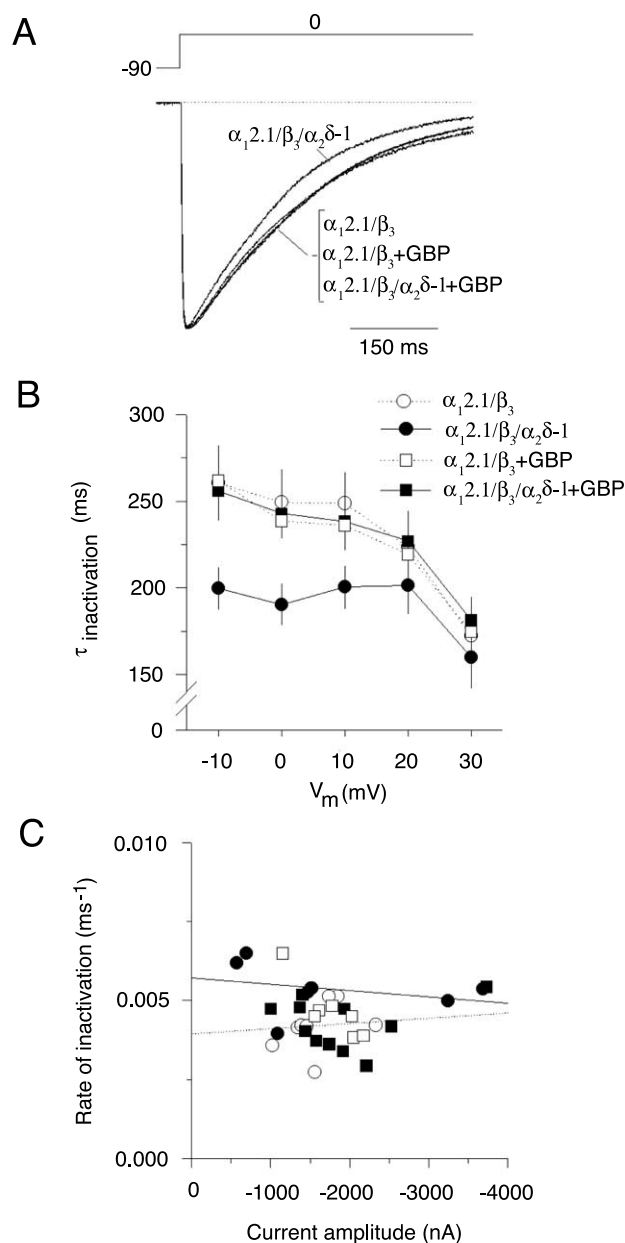 A
0
-90
α₁2.1/β₃/α₂δ-1
α₁2.1/β₃
α₁2.1/β₃+GBP
α₁2.1/β₃/α₂δ-1+GBP
150 ms
B
α₁2.1/β₃
α₁2.1/β₃/α₂δ-1
α₁2.1/β₃+GBP
α₁2.1/β₃/α₂δ-1+GBP
τ inactivation (ms)
300
250
200
150
0
-10 0 10 20 30
Vm (mV)
C
Rate of inactivation (ms⁻¹)
0.010
0.005
0.000
0 -1000 -2000 -3000 -4000
Current amplitude (nA)